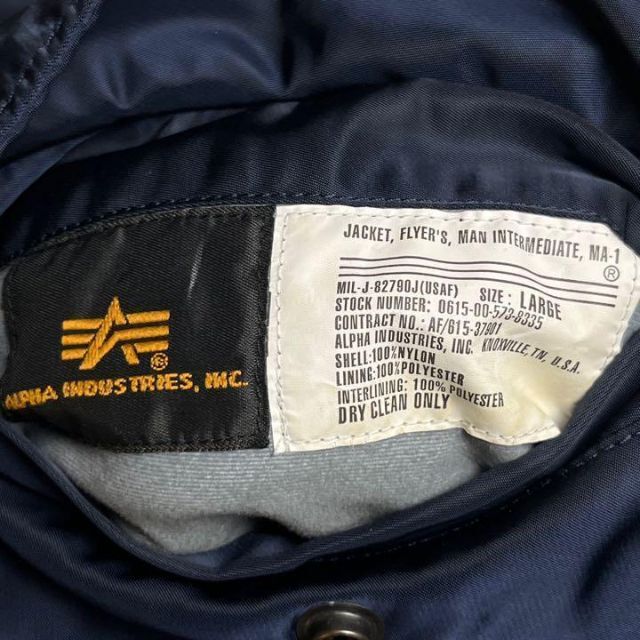 ©
ALPHA INDUSTRIES, INC.
JACKET, FLYER'S, MAN INTERMEDIATE, MA-1
®
MIL-J-82790J(USAF) SIZE: LARGE
STOCK NUMBER: 0615-00-573-8335
CONTRACT NO.: AF/B15-37801
ALPHA INDUSTRIES, INC. KNOXVILLE, TN. U.S.A.
SHELL:100%NYLON
LINING:100%POLYESTER
INTERLINING: 100% POLYESTER
DRY CLEAN ONLY